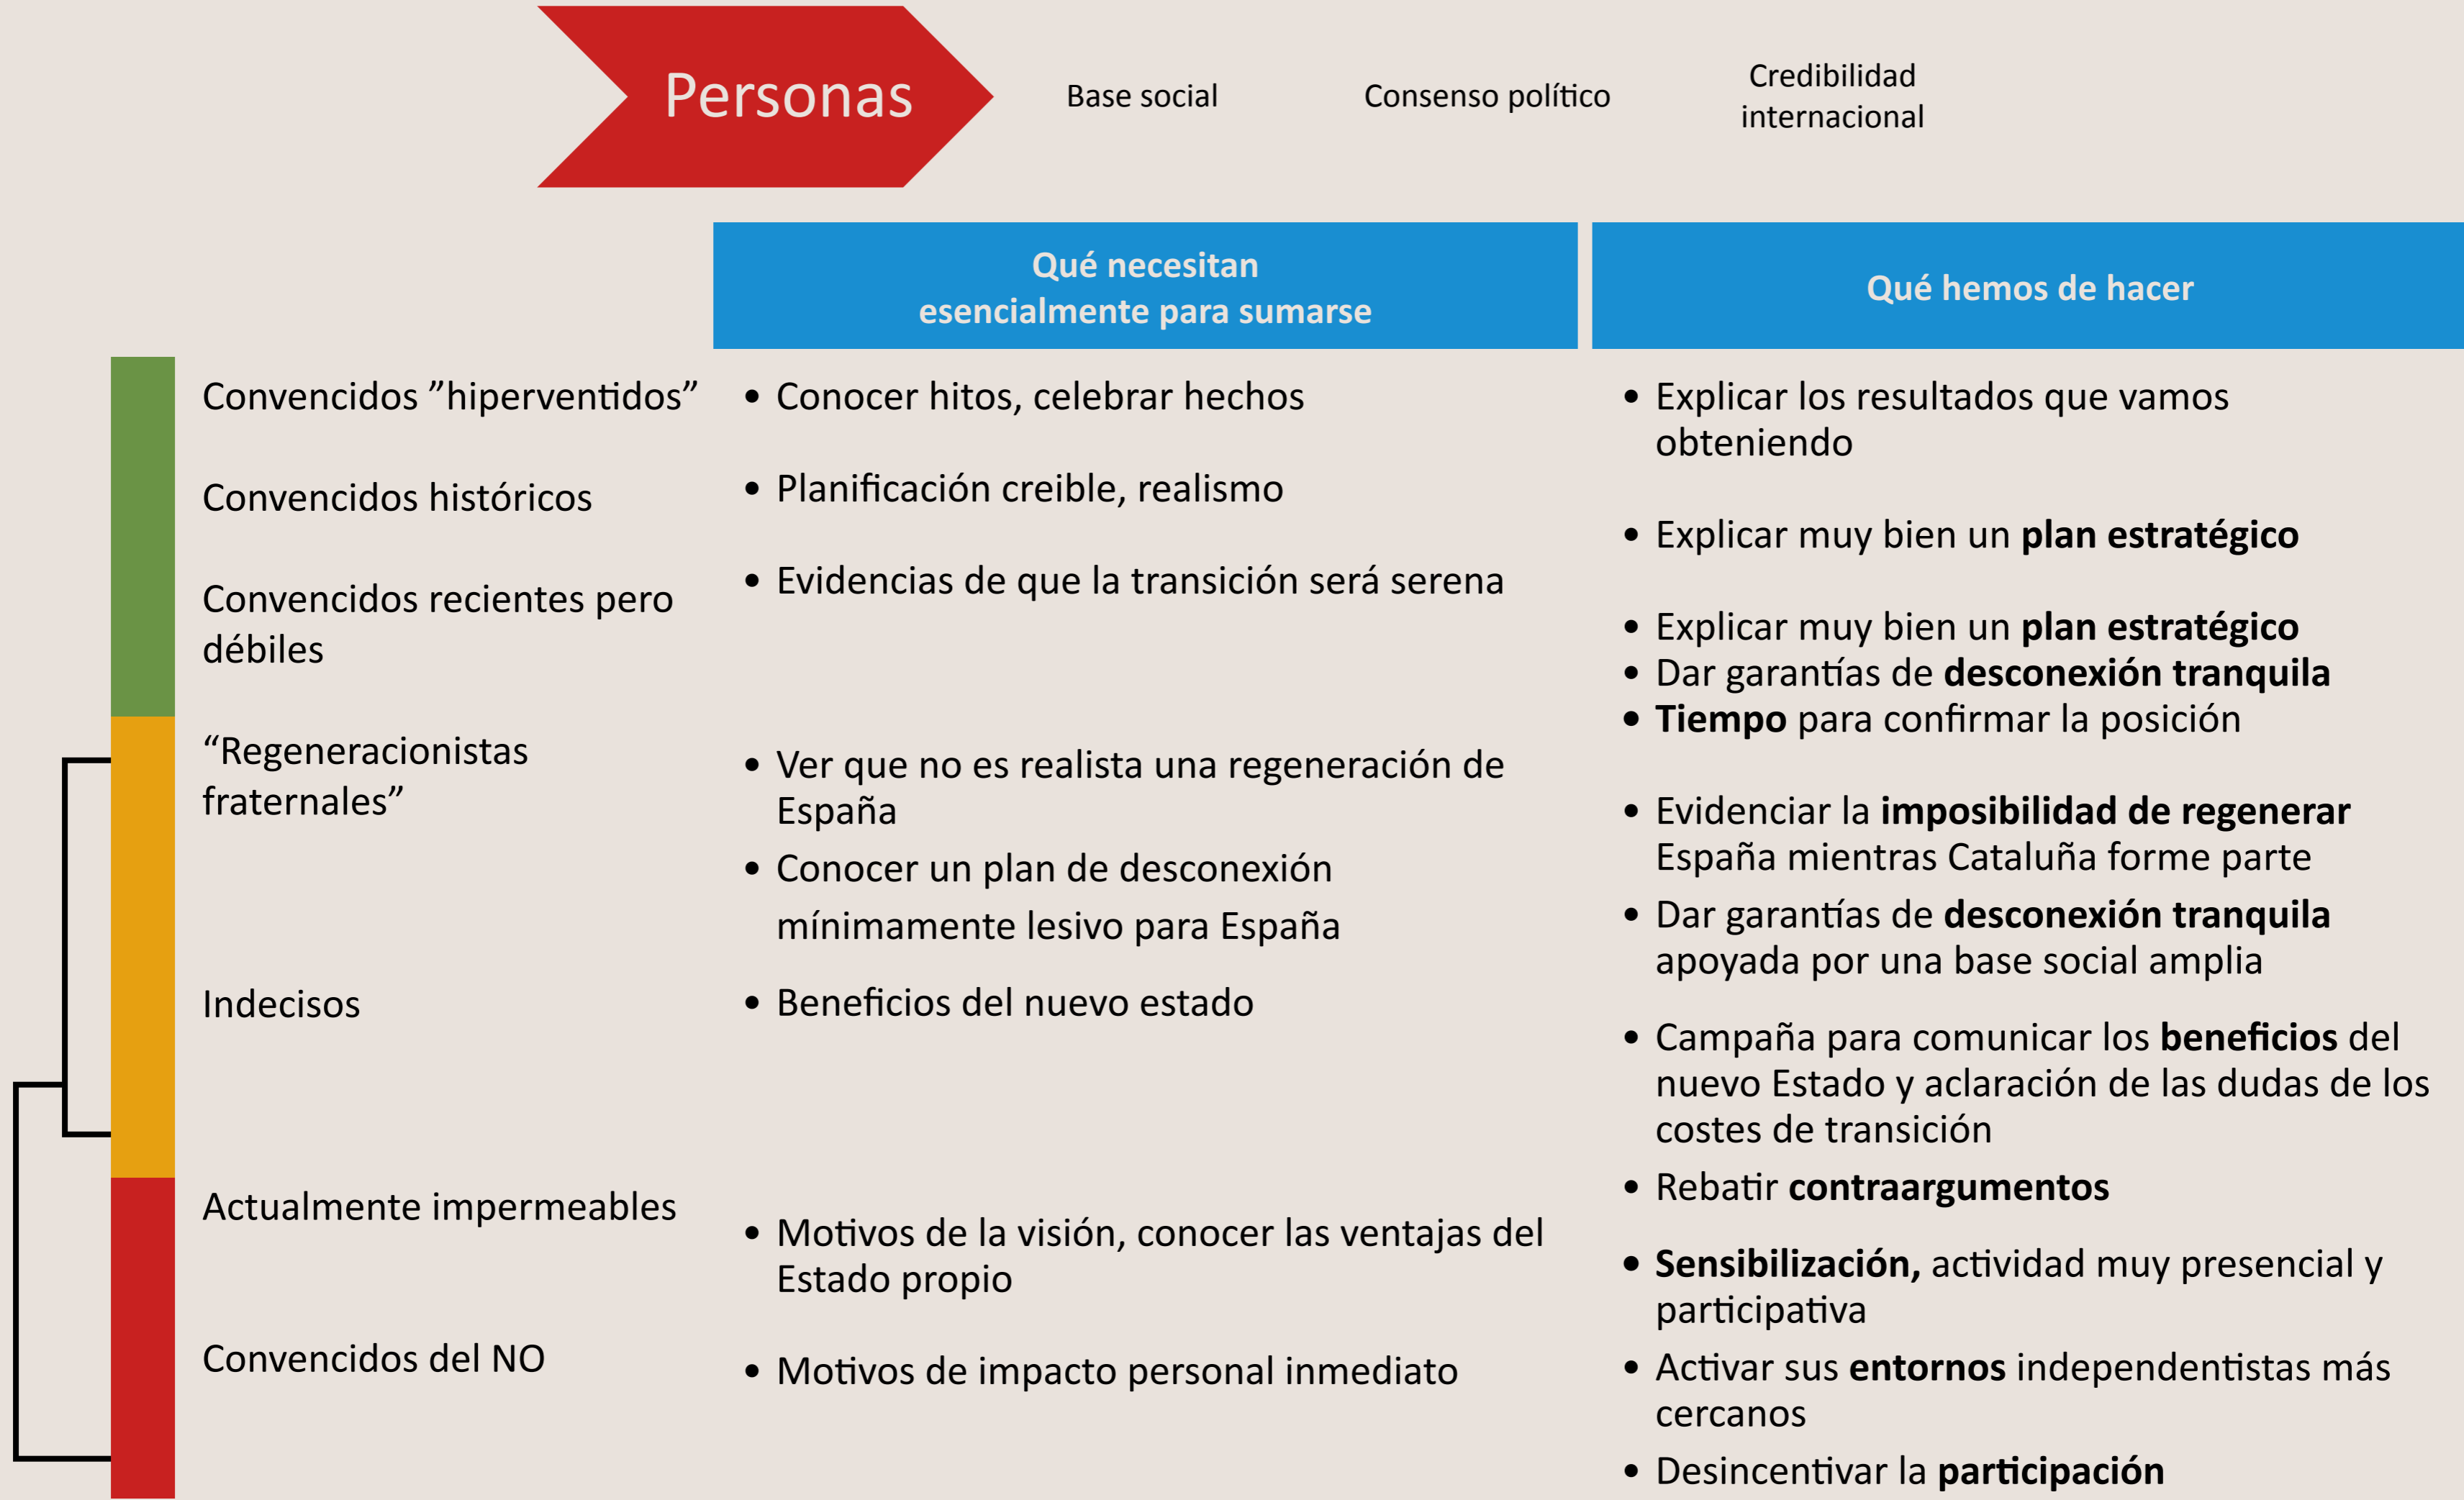 Personas
Base social
Consenso político
Credibilidad
internacional
Qué necesitan
esencialmente para sumarse
Qué hemos de hacer
Convencidos ”hiperventidos”
Convencidos históricos
Convencidos recientes pero
débiles
“Regeneracionistas
fraternales”
Indecisos
Actualmente impermeables
Convencidos del NO
• Conocer hitos, celebrar hechos
• Planificación creible, realismo
• Evidencias de que la transición será serena
• Ver que no es realista una regeneración de
España
• Conocer un plan de desconexión
mínimamente lesivo para España
• Beneficios del nuevo estado
• Motivos de la visión, conocer las ventajas del
Estado propio
• Motivos de impacto personal inmediato
• Explicar los resultados que vamos
obteniendo
• Explicar muy bien un plan estratégico
• Explicar muy bien un plan estratégico
• Dar garantías de desconexión tranquila
• Tiempo para confirmar la posición
• Evidenciar la imposibilidad de regenerar
España mientras Cataluña forme parte
• Dar garantías de desconexión tranquila
apoyada por una base social amplia
• Campaña para comunicar los beneficios del
nuevo Estado y aclaración de las dudas de los
costes de transición
• Rebatir contraargumentos
• Sensibilización, actividad muy presencial y
participativa
• Activar sus entornos independentistas más
cercanos
• Desincentivar la participación